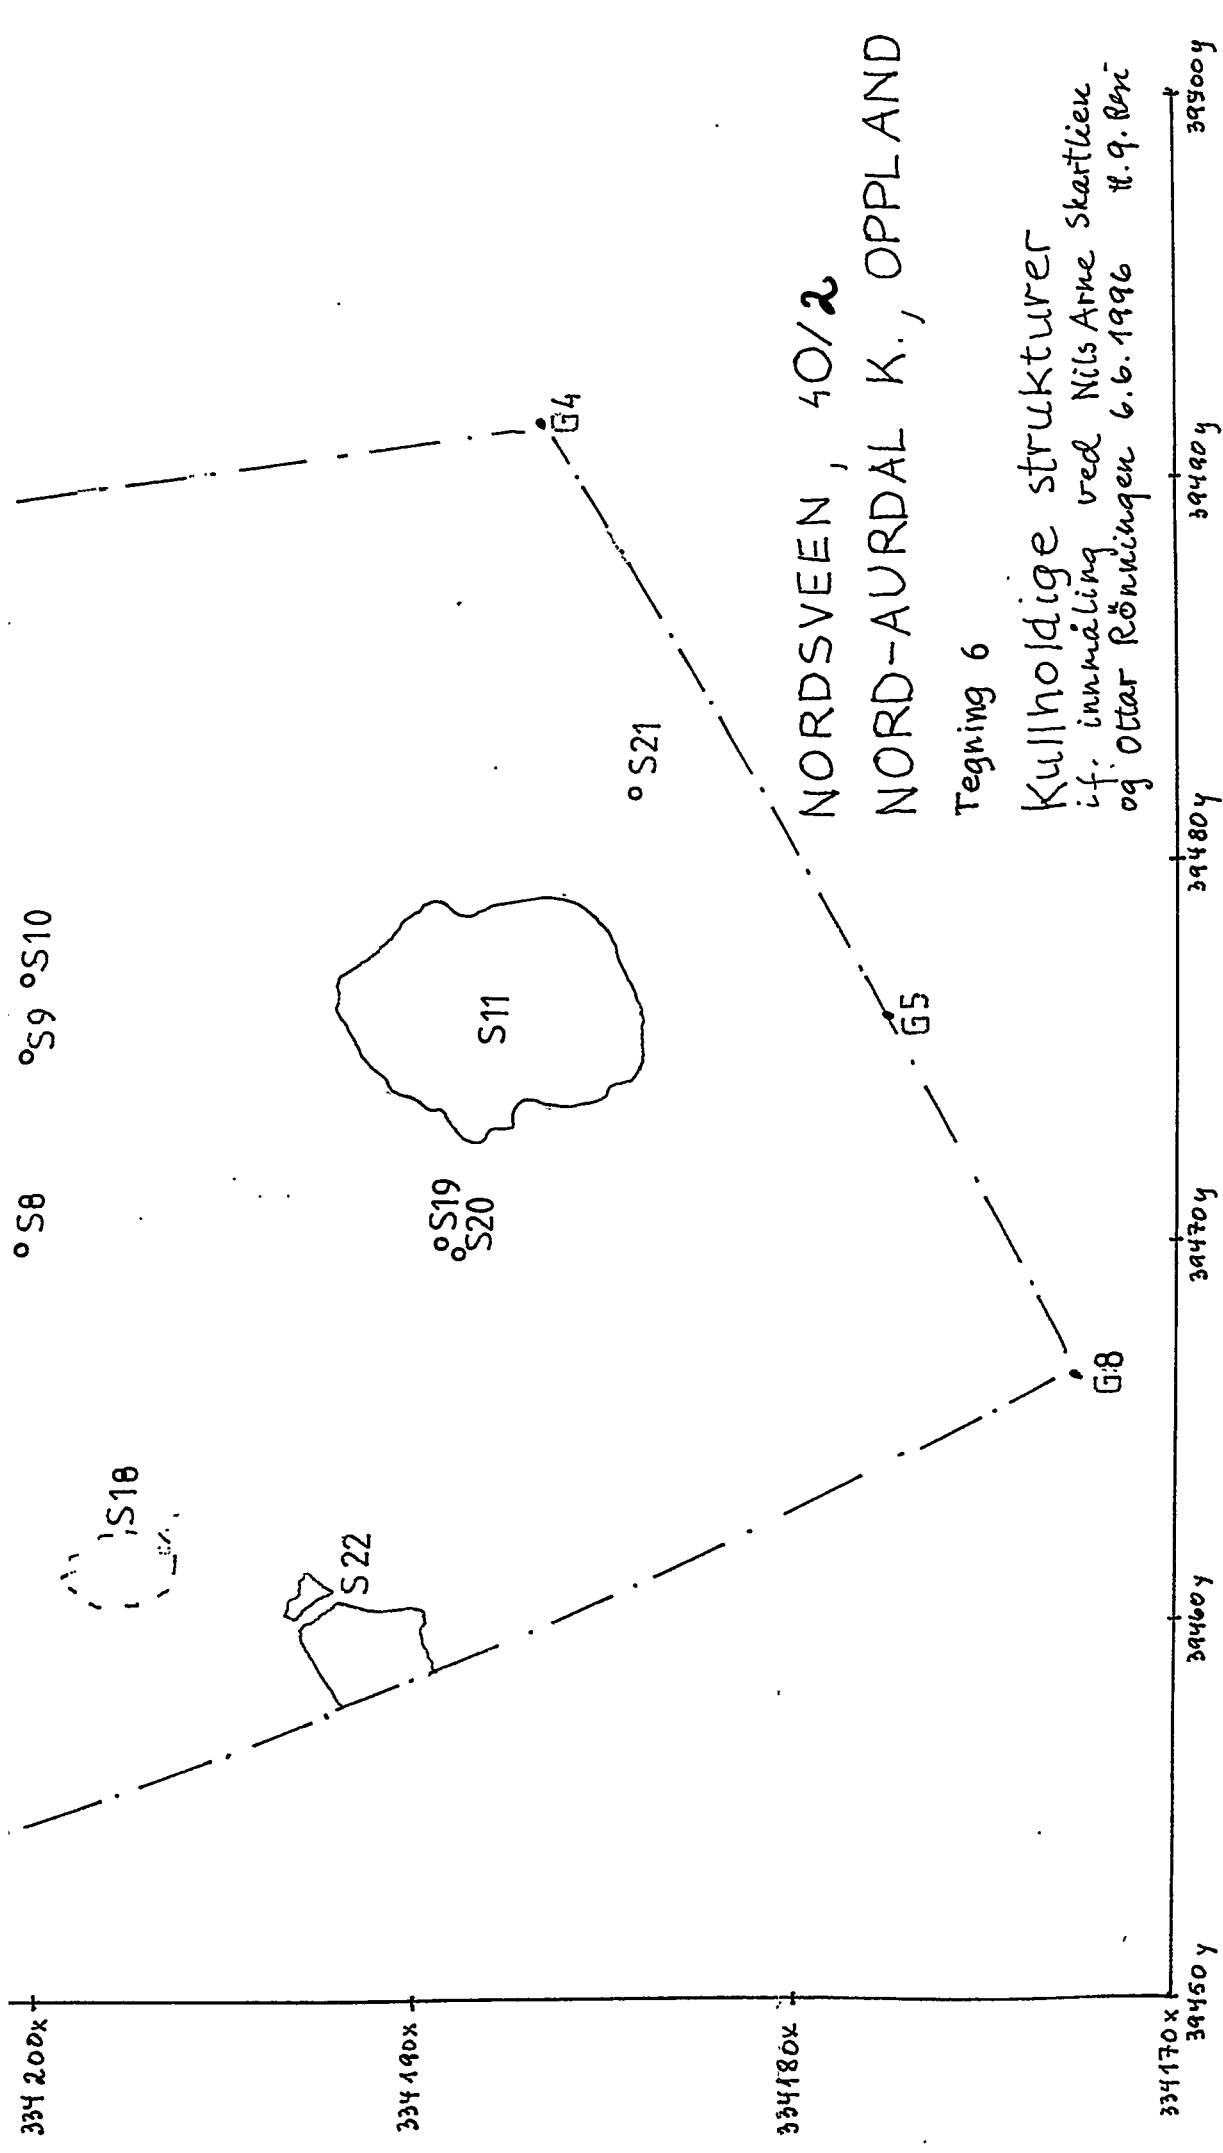 334200x
334190x
334180x
334170x
S8
S9
S10
S18
S22
S19
S20
S11
S21
G4
G5
G8
NORDSVEEN, 40/2
NORD-AURDAL K., OPPLAND
Tegning 6
Kullholdige strukturer
if. innmåling ved Nils Arne Skartlien
og Ottar Rönningen 6.6.1996 H.g.
39450y
39460y
39470y
39480y
39490y
39500y